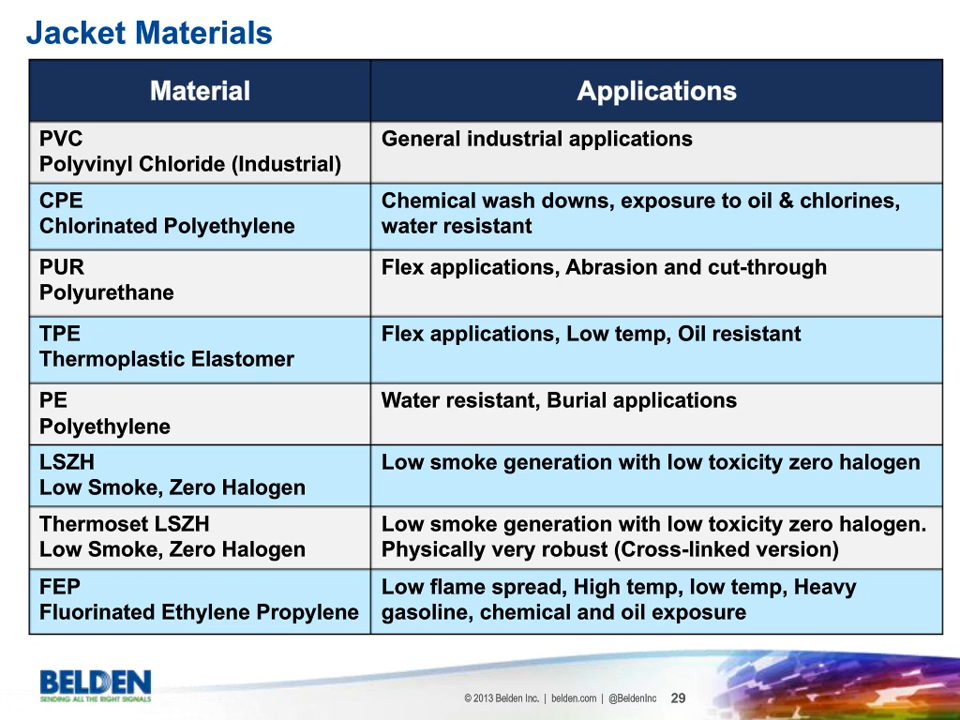 Jacket Materials
Material
Applications
PVC
Polyvinyl Chloride (Industrial)
General industrial applications
CPE
Chlorinated Polyethylene
Chemical wash downs, exposure to oil & chlorines,
water resistant
PUR
Polyurethane
Flex applications, Abrasion and cut-through
TPE
Thermoplastic Elastomer
Flex applications, Low temp, Oil resistant
PE
Polyethylene
Water resistant, Burial applications
LSZH
Low Smoke, Zero Halogen
Low smoke generation with low toxicity zero halogen
Thermoset LSZH
Low Smoke, Zero Halogen
Low smoke generation with low toxicity zero halogen.
Physically very robust (Cross-linked version)
FEP
Fluorinated Ethylene Propylene
Low flame spread, High temp, low temp, Heavy
gasoline, chemical and oil exposure
BELDEN
SENDING ALL THE RIGHT SIGNALS
© 2013 Belden Inc. | belden.com | @BeldenInc 29